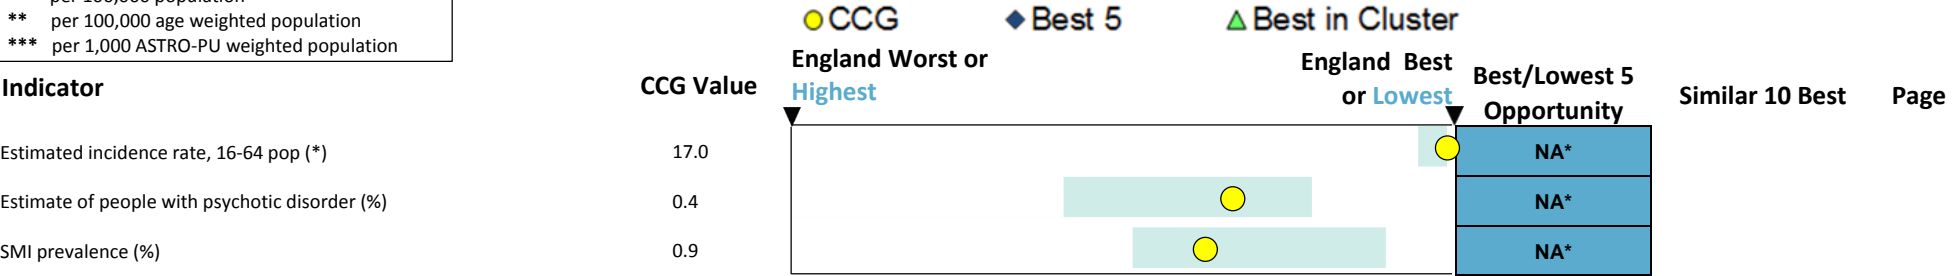 per 100,000 population
** per 100,000 age weighted population
*** per 1,000 ASTRO-PU weighted population
CCG Best 5 Best in Cluster
Indicator
CCG Value
England Worst or
Highest
England Best
or Lowest
Best/Lowest 5
Opportunity
Similar 10 Best
Page
Estimated incidence rate, 16-64 pop (*) 17.0 NA*
Estimate of people with psychotic disorder (%) 0.4 NA*
SMI prevalence (%) 0.9 NA*